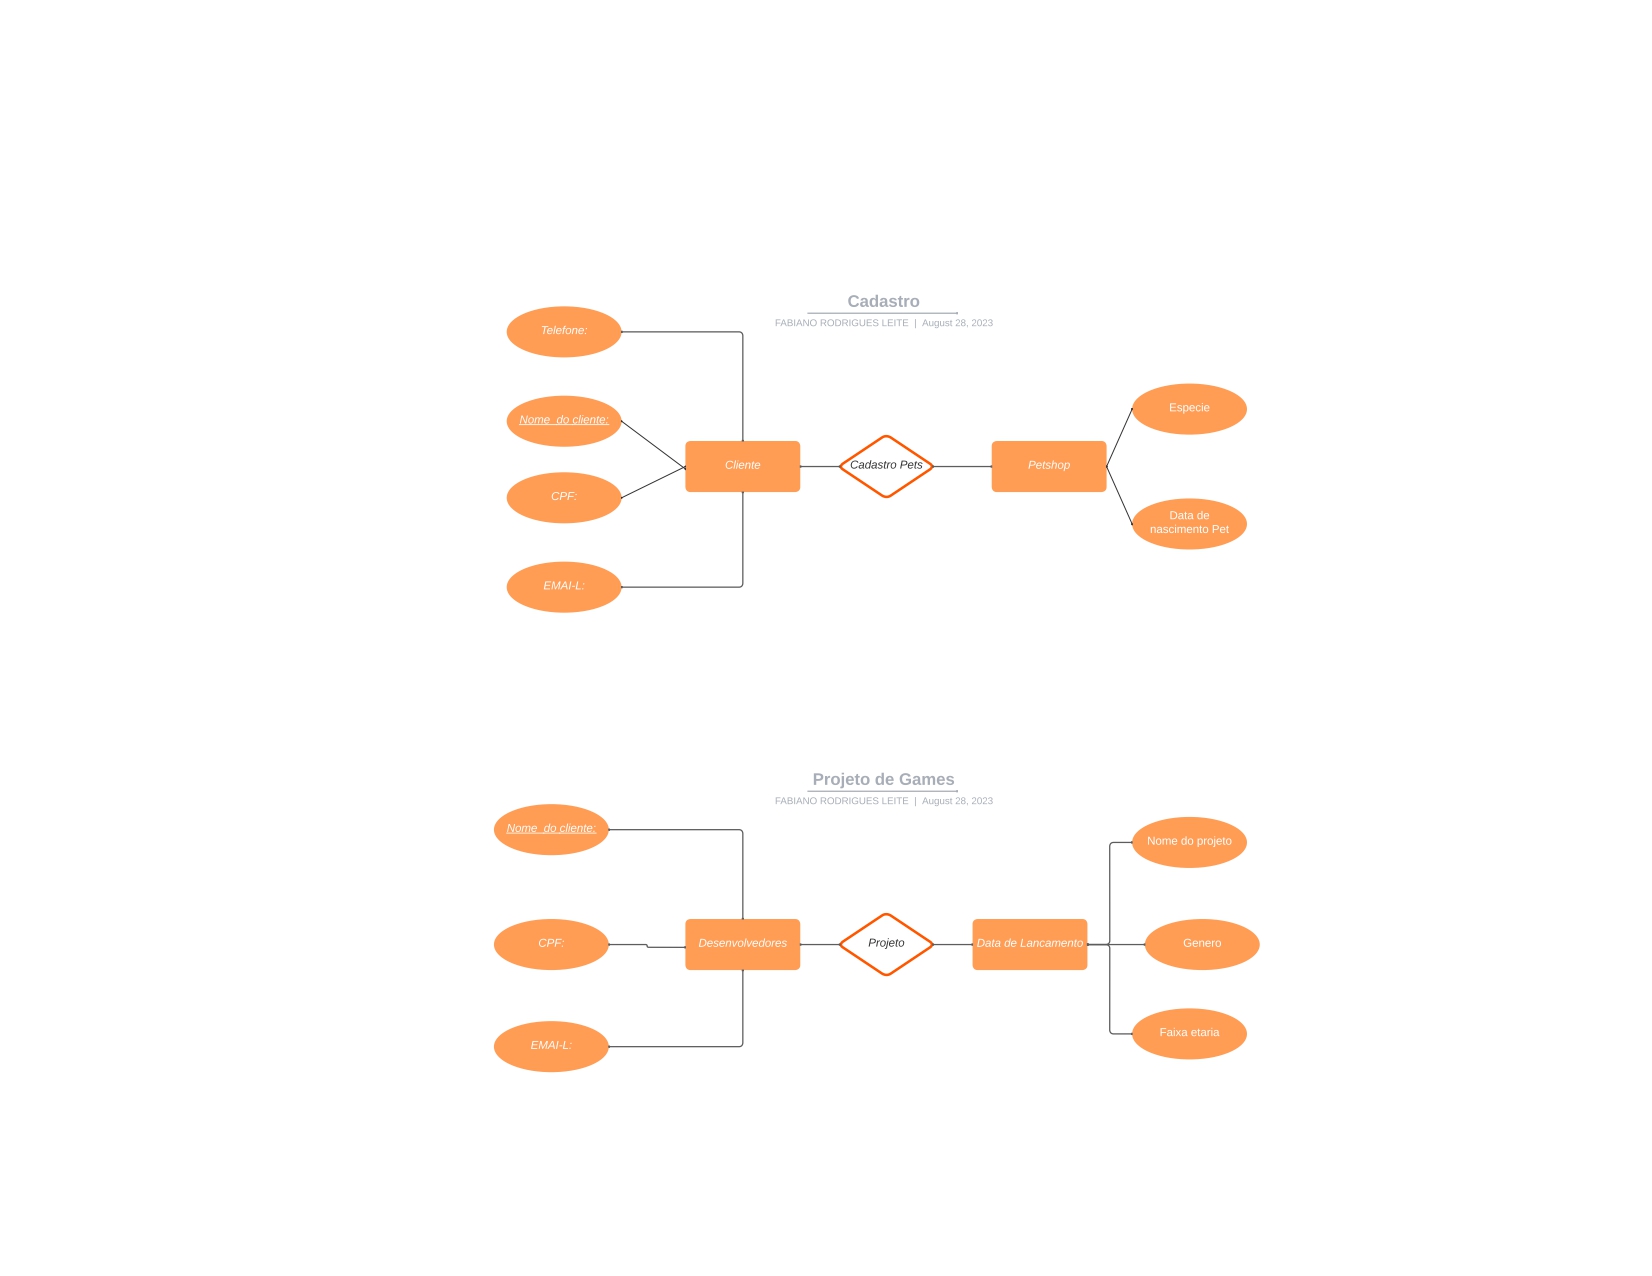 Cadastro
FABIANO RODRIGUES LEITE | August 28, 2023
Telefone:
Nome  do cliente:
CPF:
EMAI-L:
Cliente
Cadastro Pets
Petshop
Especie
Data de
nascimento Pet
Projeto de Games
FABIANO RODRIGUES LEITE | August 28, 2023
Nome  do cliente:
CPF:
EMAI-L:
Desenvolvedores
Projeto
Data de Lancamento
Nome do projeto
Genero
Faixa etaria